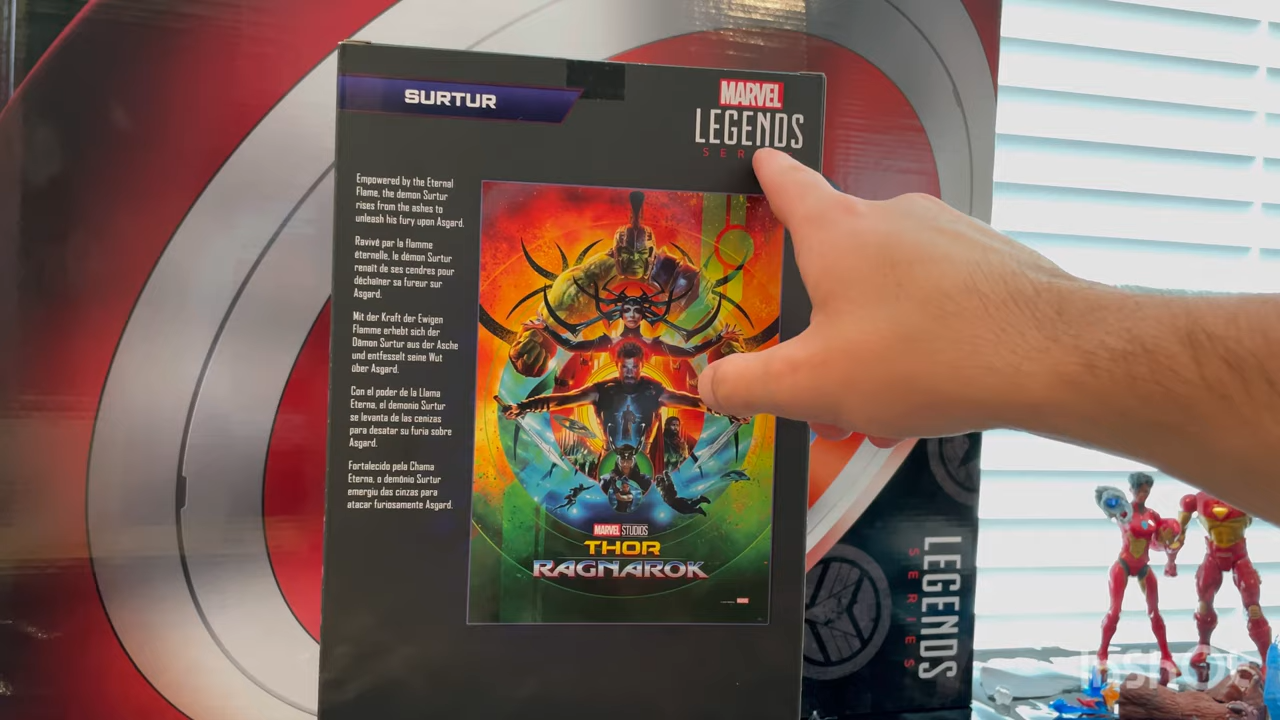 SURTUR
MARVEL
LEGENDS
Empowered by the Eternal
Flame, the demon Surtur
rises from the ashes to
unleash his fury upon Asgard.
Ravivé par la flamme
éternelle, le démon Surtur
renaît de ses cendres pour
déchaîner sa fureur sur
Asgard.
Mit der Kraft der Ewigen
Flamme erhebt sich der
Dämon Surtur aus der Asche
und entfesselt seine Wut
über Asgard.
Con el poder de la Llama
Eterna, el demonio Surtur
se levanta de las cenizas
para desatar su furia sobre
Asgard.
Fortalecido pela Chama
Eterna, o demônio Surtur
emergiu das cinzas para
atacar furiosamente Asgard.
MARVEL STUDIOS
THOR
RAGNAROK
LEGENDS
SERIES
InShot